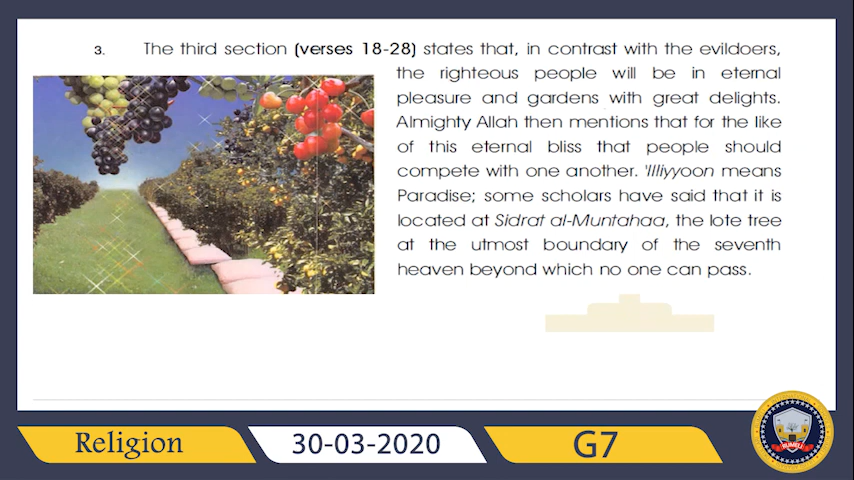 3. The third section (verses 18-28) states that, in contrast with the evildoers,
the righteous people will be in eternal
pleasure and gardens with great delights.
Almighty Allah then mentions that for the like
of this eternal bliss that people should
compete with one another. 'Illiyyoon means
Paradise; some scholars have said that it is
located at Sidrat al-Muntahaa, the lote tree
at the utmost boundary of the seventh
heaven beyond which no one can pass.
Religion
30-03-2020
G7